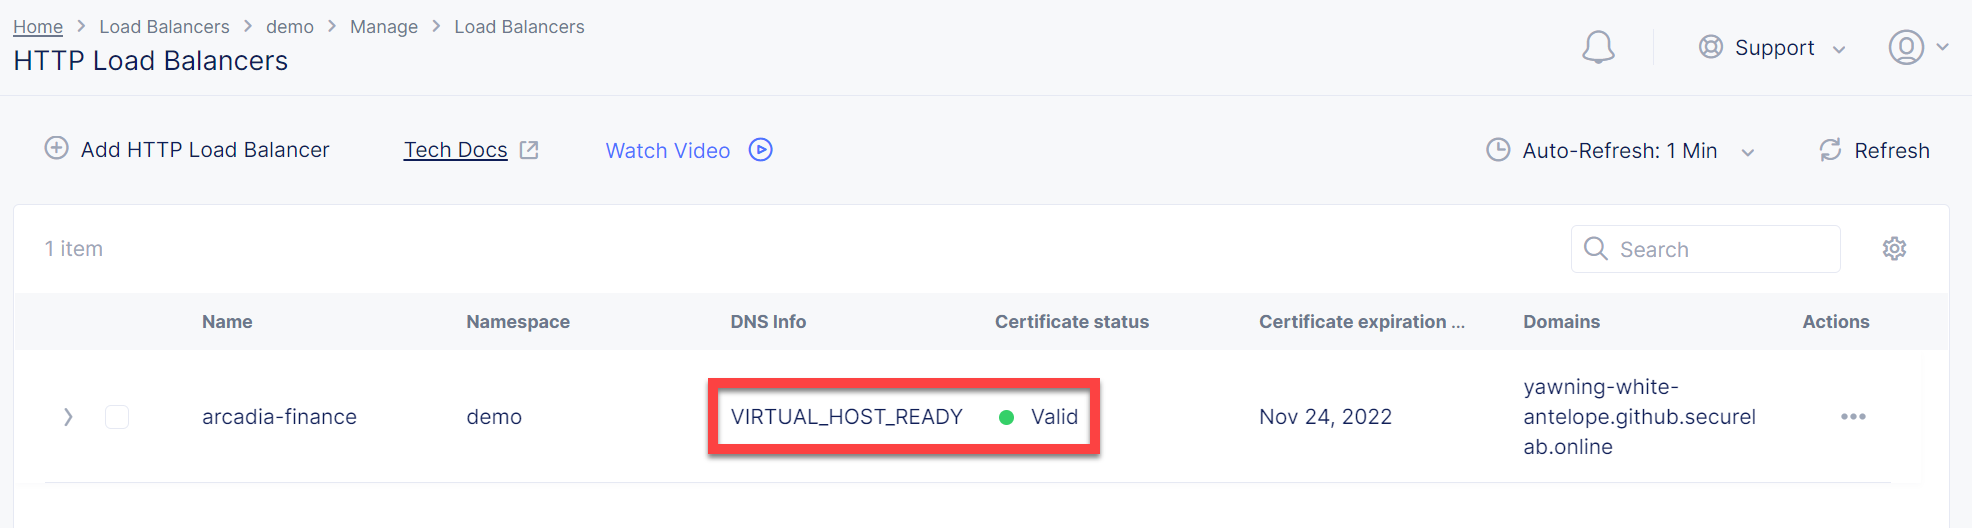 Home > Load Balancers > demo > Manage > Load Balancers
HTTP Load Balancers
Support
Add HTTP Load Balancer
Tech Docs
Watch Video
Auto-Refresh: 1 Min
Refresh
1 item
Search
Name Namespace DNS Info Certificate status Certificate expiration ... Domains Actions
arcadia-finance demo VIRTUAL_HOST_READY Valid Nov 24, 2022
yawning-white-
antelope.github.securel
ab.online